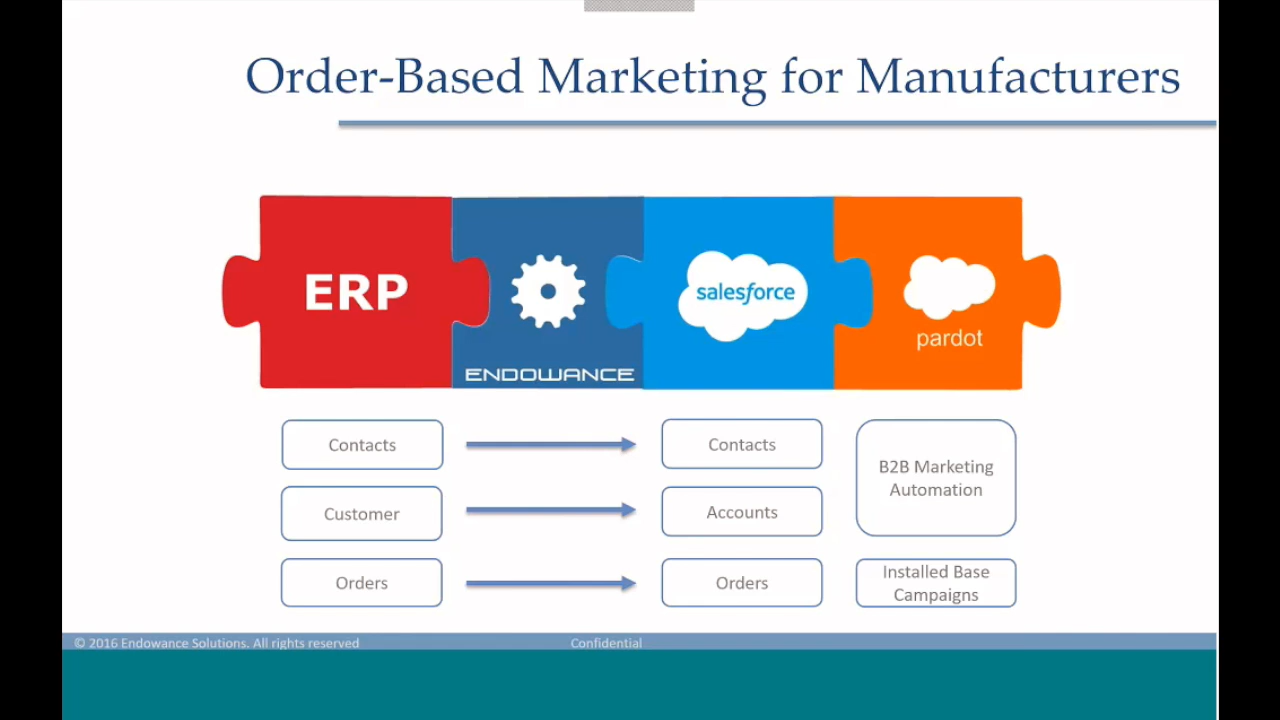 Order-Based Marketing for Manufacturers
ERP
ENDOWANCE
salesforce
pardot
Contacts
Contacts
B2B Marketing
Automation
Customer
Accounts
Orders
Orders
Installed Base
Campaigns
© 2016 Endowance Solutions. All rights reserved
Confidential